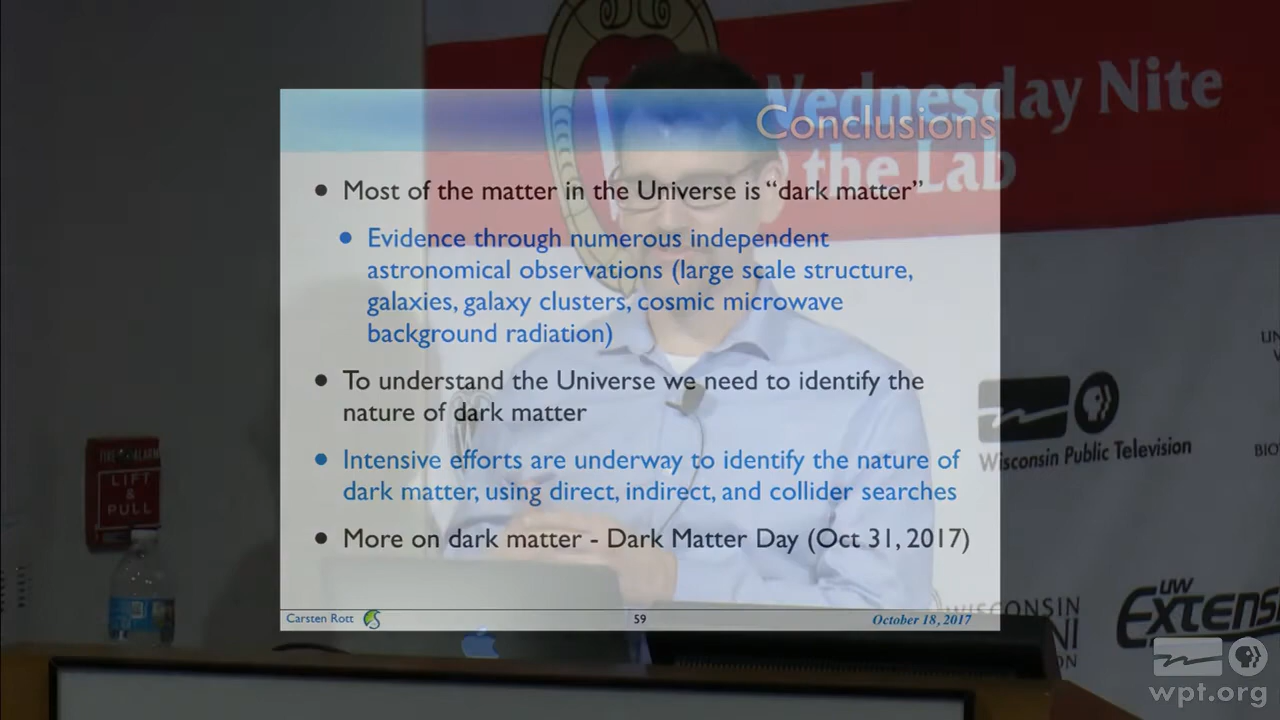 Wednesday Nite
the Lab
Conclusions
• Most of the matter in the Universe is “dark matter”
• Evidence through numerous independent
astronomical observations (large scale structure,
galaxies, galaxy clusters, cosmic microwave
background radiation)
• To understand the Universe we need to identify the
nature of dark matter
• Intensive efforts are underway to identify the nature of
dark matter, using direct, indirect, and collider searches
• More on dark matter - Dark Matter Day (Oct 31, 2017)
Carsten Rott
59
October 18, 2017
FIRE ALARM
LIFT
&
PULL
Wisconsin Public Television
BIO
WISCONSIN
UW
EXTENS
wpt.org